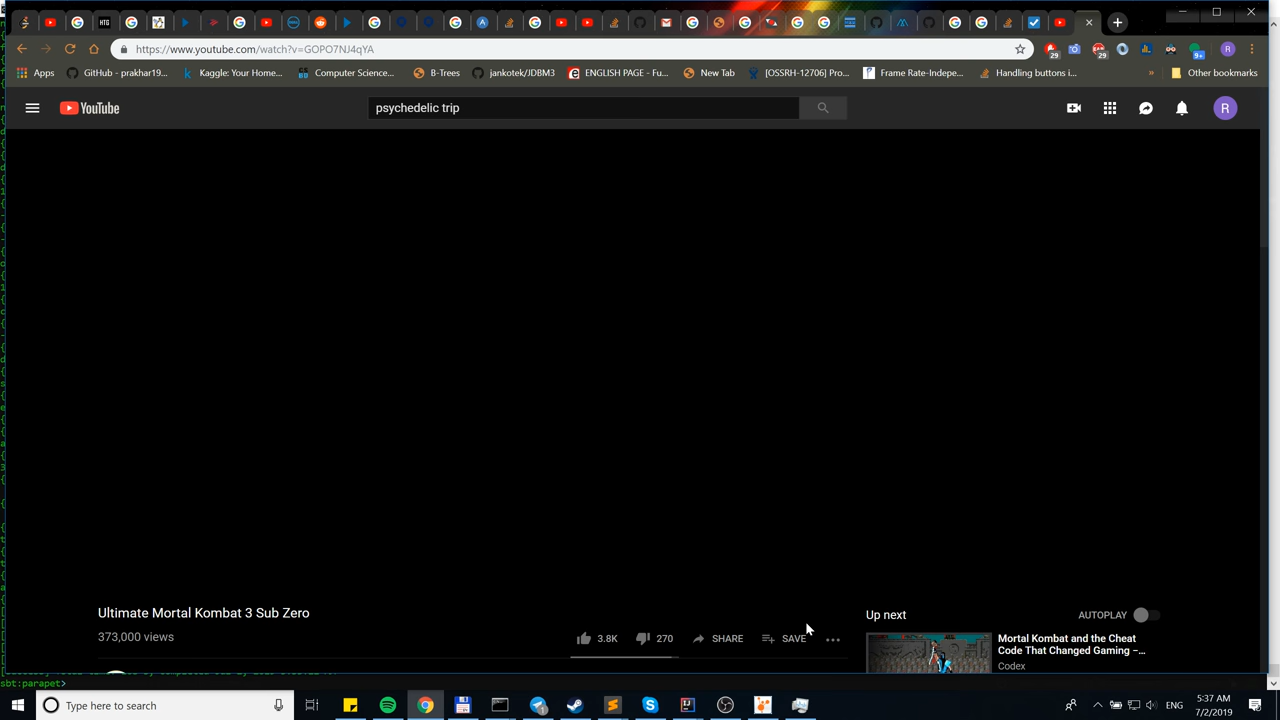 https://www.youtube.com/watch?v=GOPO7NJ4qYA
29
29
9+
R
Apps
GitHub - prakhar19...
Kaggle: Your Home...
Computer Science...
B-Trees
jankotek/JDBM3
ENGLISH PAGE - Fu...
New Tab
[OSSRH-12706] Pro...
Frame Rate-Indepe...
Handling buttons i...
»
Other bookmarks
YouTube
psychedelic trip
R
Ultimate Mortal Kombat 3 Sub Zero
373,000 views
3.8K
270
SHARE
SAVE
Up next
AUTOPLAY
Mortal Kombat and the Cheat
Code That Changed Gaming –...
Codex
sbt:parapet>
Type here to search
ENG
5:37 AM
7/2/2019